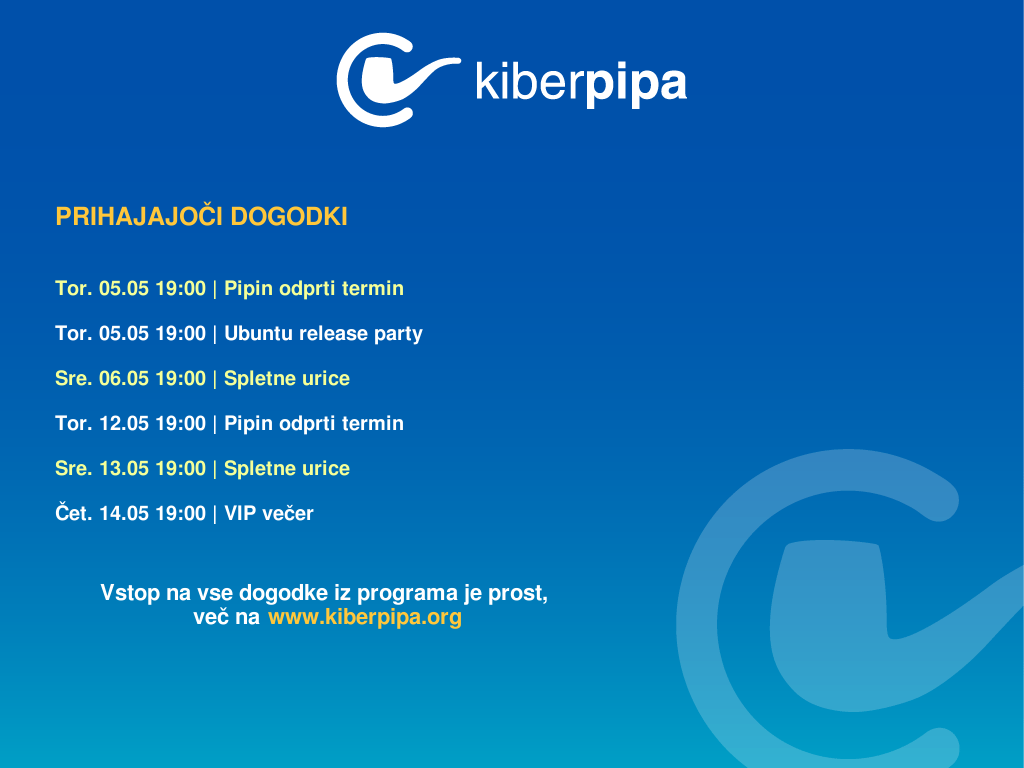 kiberpipa
PRIHAJAJOČI DOGODKI
Tor. 05.05 19:00 | Pipin odprti termin
Tor. 05.05 19:00 | Ubuntu release party
Sre. 06.05 19:00 | Spletne urice
Tor. 12.05 19:00 | Pipin odprti termin
Sre. 13.05 19:00 | Spletne urice
Čet. 14.05 19:00 | VIP večer
Vstop na vse dogodke iz programa je prost,
več na www.kiberpipa.org